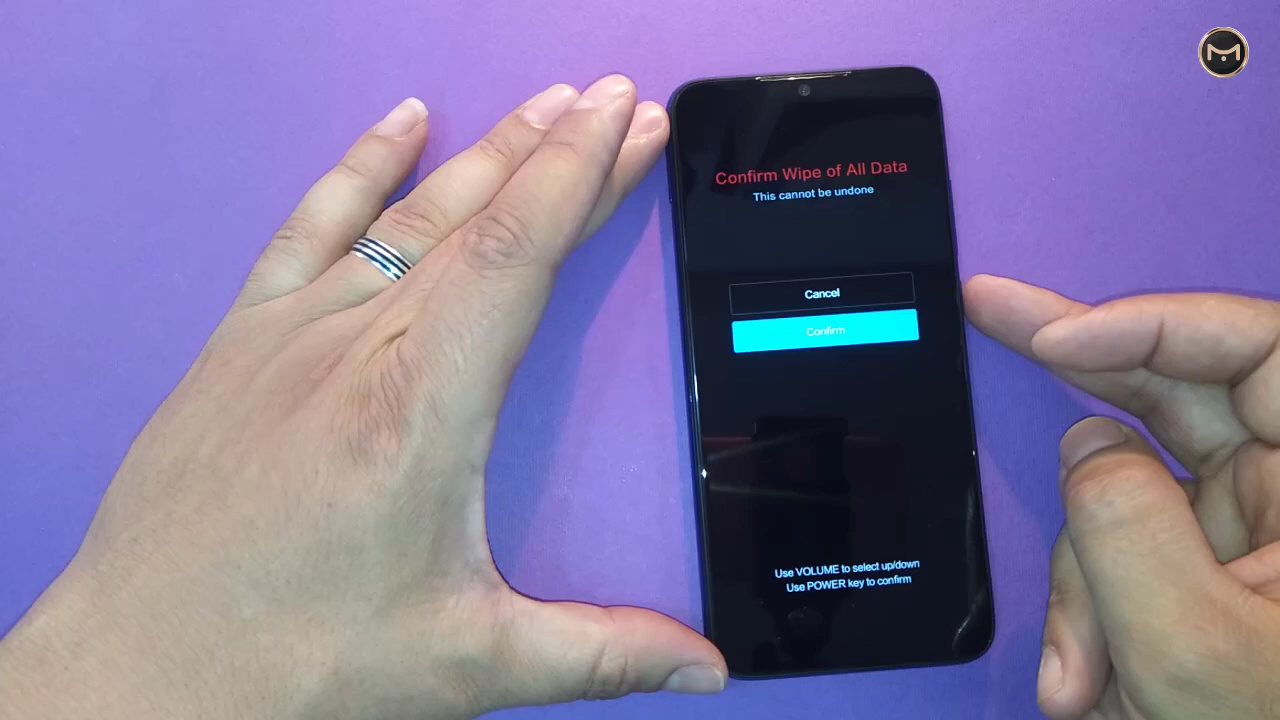 Confirm Wipe of All Data
This cannot be undone
Cancel
Confirm
Use VOLUME to select up/down
Use POWER key to confirm